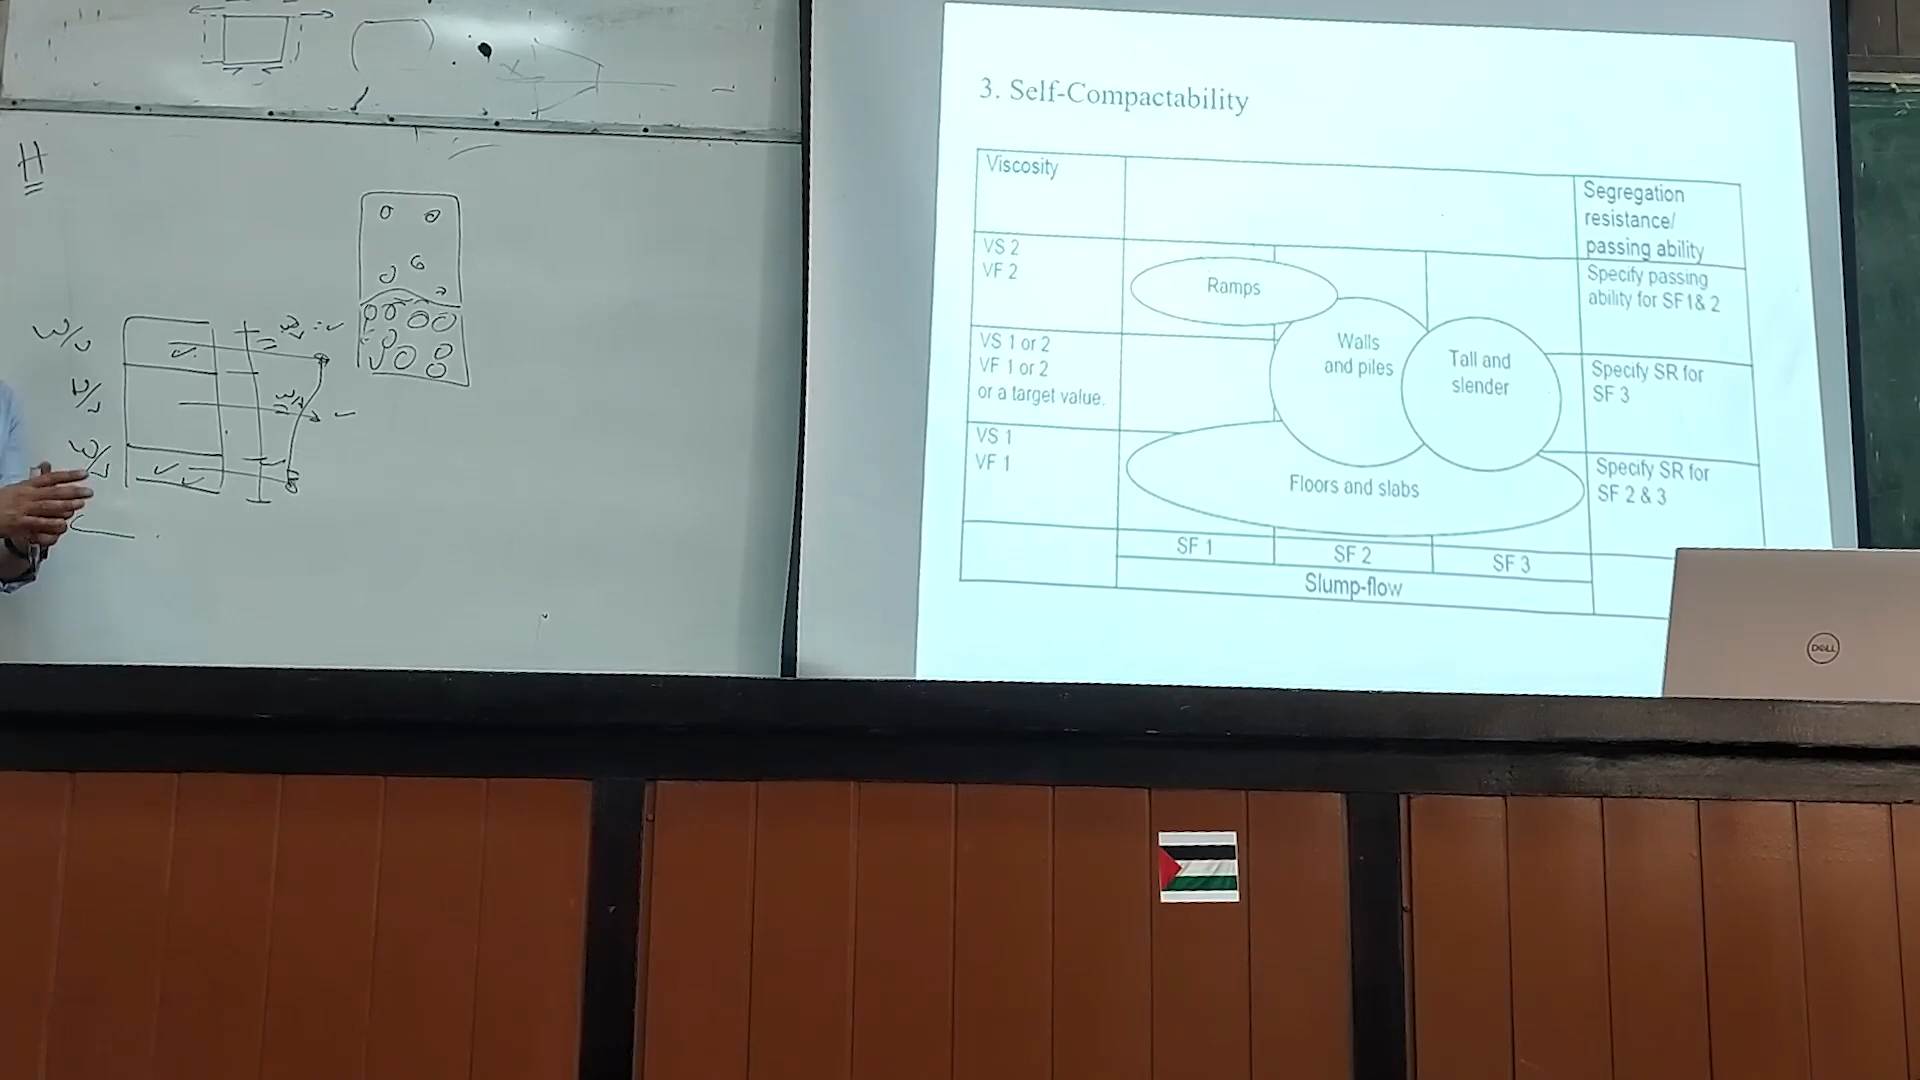 H
3. Self-Compactability
Viscosity
Segregation
resistance/
passing ability
VS 2
VF 2
Ramps
Specify passing
ability for SF1& 2
VS 1 or 2
VF 1 or 2
or a target value.
Walls
and piles
Tall and
slender
Specify SR for
SF 3
VS 1
VF 1
Floors and slabs
Specify SR for
SF 2 & 3
SF 1
SF 2
SF 3
Slump-flow
DELL